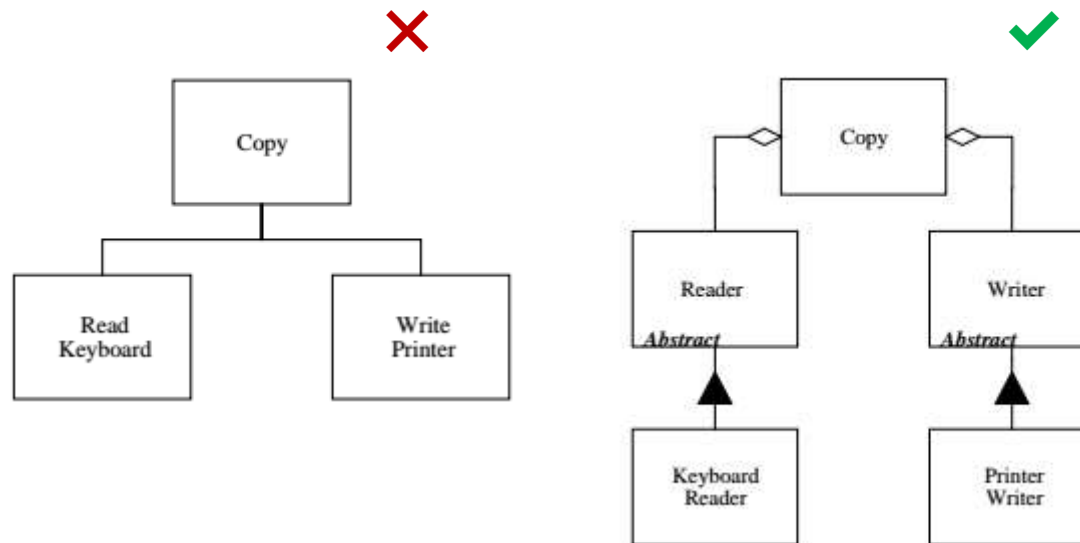 Copy
Read
Keyboard
Write
Printer
Copy
Reader
Abstract
Writer
Abstract
Keyboard
Reader
Printer
Writer